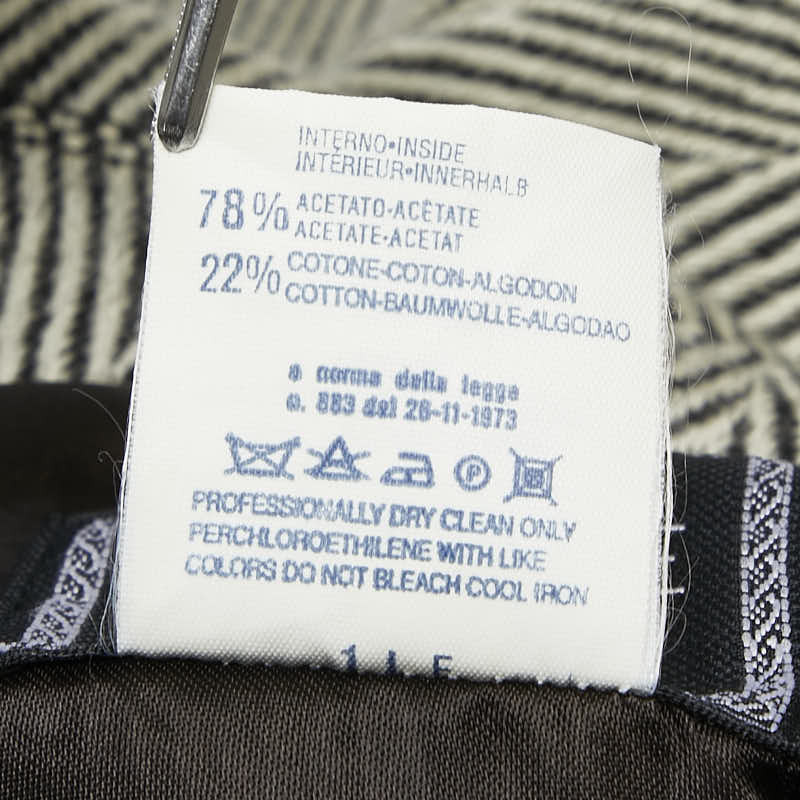 INTERNO•INSIDE
INTÉRIEUR•INNERHALB
78% ACETATO-ACÈTATE
ACETATE-ACETAT
22% COTONE-COTON-ALGODON
COTTON-BAUMWOLLE-ALGODAO
a norma della legge
n. 883 del 26-11-1973
P
PROFESSIONALLY DRY CLEAN ONLY
PERCHLOROETHILENE WITH LIKE
COLORS DO NOT BLEACH COOL IRON